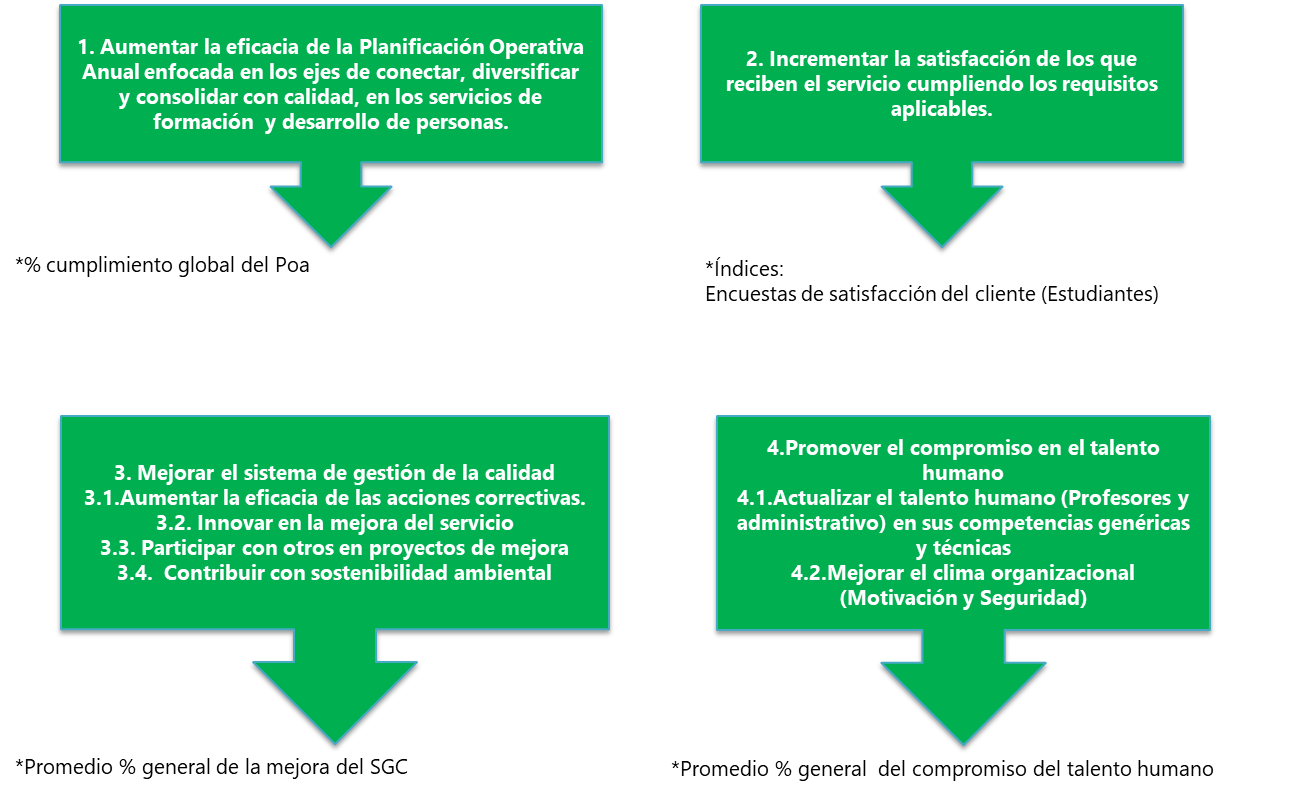 1. Aumentar la eficacia de la Planificación Operativa
Anual enfocada en los ejes de conectar, diversificar
y consolidar con calidad, en los servicios de
formación y desarrollo de personas.
*% cumplimiento global del Poa
2. Incrementar la satisfacción de los que
reciben el servicio cumpliendo los requisitos
aplicables.
*Índices:
Encuestas de satisfacción del cliente (Estudiantes)
3. Mejorar el sistema de gestión de la calidad
3.1.Aumentar la eficacia de las acciones correctivas.
3.2. Innovar en la mejora del servicio
3.3. Participar con otros en proyectos de mejora
3.4. Contribuir con sostenibilidad ambiental
*Promedio % general de la mejora del SGC
4.Promover el compromiso en el talento
humano
4.1.Actualizar el talento humano (Profesores y
administrativo) en sus competencias genéricas
y técnicas
4.2.Mejorar el clima organizacional
(Motivación y Seguridad)
*Promedio % general del compromiso del talento humano